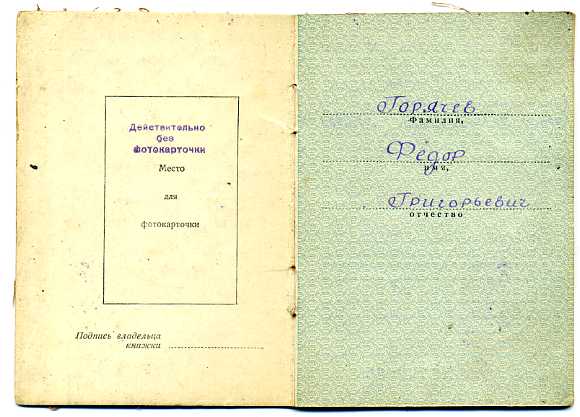 Действительно
без
фотокарточки
Место
для
фотокарточки
Подпись владельца
книжки
Горячев
Фамилия,
Федор
имя,
Григорьевич
отчество